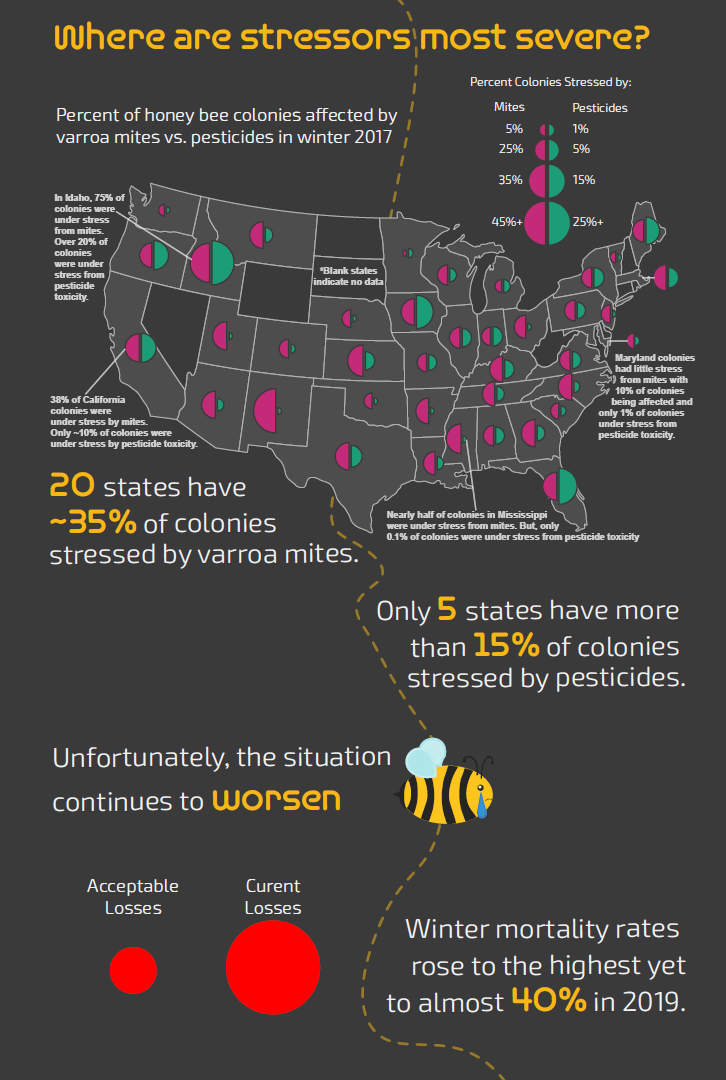 Where are stressors most severe?
Percent Colonies Stressed by:
Mites Pesticides
5% 1%
25% 5%
35% 15%
45%+ 25%+
Percent of honey bee colonies affected by
varroa mites vs. pesticides in winter 2017
In Idaho, 75% of
colonies were
under stress
from mites.
Over 20% of
colonies
were under
stress from
pesticide
toxicity.
*Blank states
indicate no data
38% of California
colonies were
under stress by mites.
Only ~10% of colonies were
under stress by pesticide toxicity.
Maryland colonies
had little stress
from mites with
10% of colonies
being affected and
only 1% of colonies
under stress from
pesticide toxicity.
Nearly half of colonies in Mississippi
were under stress from mites. But, only
0.1% of colonies were under stress from pesticide toxicity
20 states have
~35% of colonies
stressed by varroa mites.
Only 5 states have more
than 15% of colonies
stressed by pesticides.
Unfortunately, the situation
continues to worsen
Acceptable
Losses
Curent
Losses
Winter mortality rates
rose to the highest yet
to almost 40% in 2019.